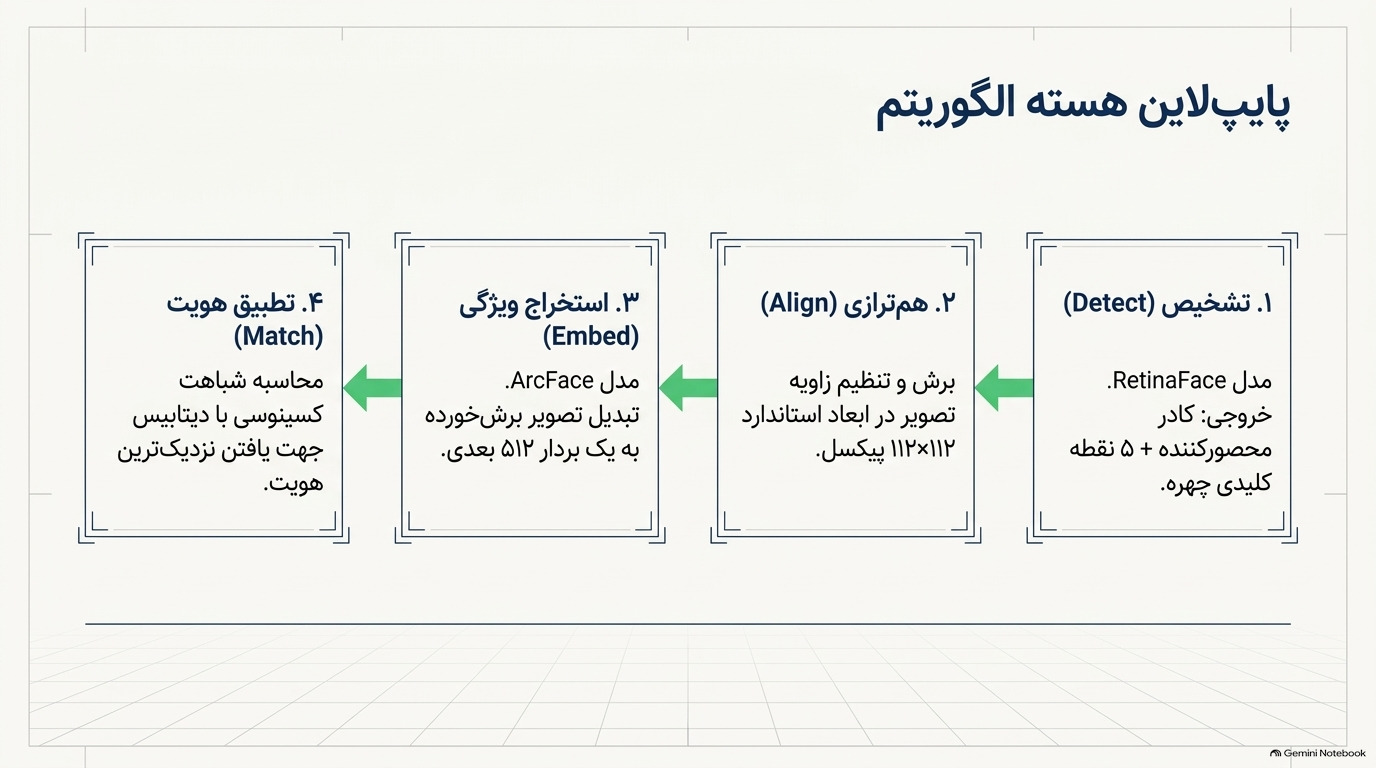 پایپ‌لاین هسته الگوریتم
۱. تشخیص (Detect)
مدل RetinaFace.
خروجی: کادر
محصورکننده + ۵ نقطه
کلیدی چهره.
۲. هم‌ترازی (Align)
برش و تنظیم زاویه
تصویر در ابعاد استاندارد
۱۱۲×۱۱۲ پیکسل.
۳. استخراج ویژگی
(Embed)
مدل ArcFace.
تبدیل تصویر برش‌خورده
به یک بردار ۵۱۲ بعدی.
۴. تطبیق هویت
(Match)
محاسبه شباهت
کسینوسی با دیتابیس
جهت یافتن نزدیک‌ترین
هویت.
Gemini Notebook